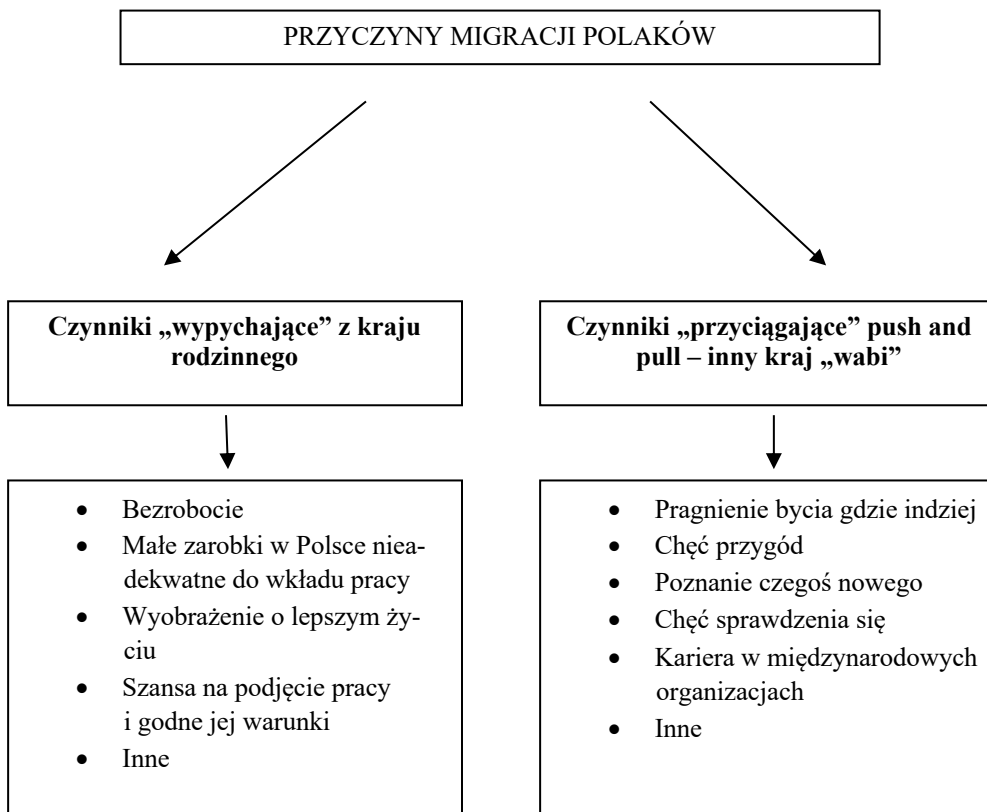 PRZYCZYNY MIGRACJI POLAKÓW
Czynniki „wypychające” z kraju
rodzinnego
Czynniki „przyciągające” push and
pull – inny kraj „wabi”
• Bezrobocie
• Małe zarobki w Polsce niea-
dekwatne do wkładu pracy
• Wyobrażenie o lepszym ży-
ciu
• Szansa na podjęcie pracy
i godne jej warunki
• Inne
• Pragnienie bycia gdzie indziej
• Chęć przygód
• Poznanie czegoś nowego
• Chęć sprawdzenia się
• Kariera w międzynarodowych
organizacjach
• Inne